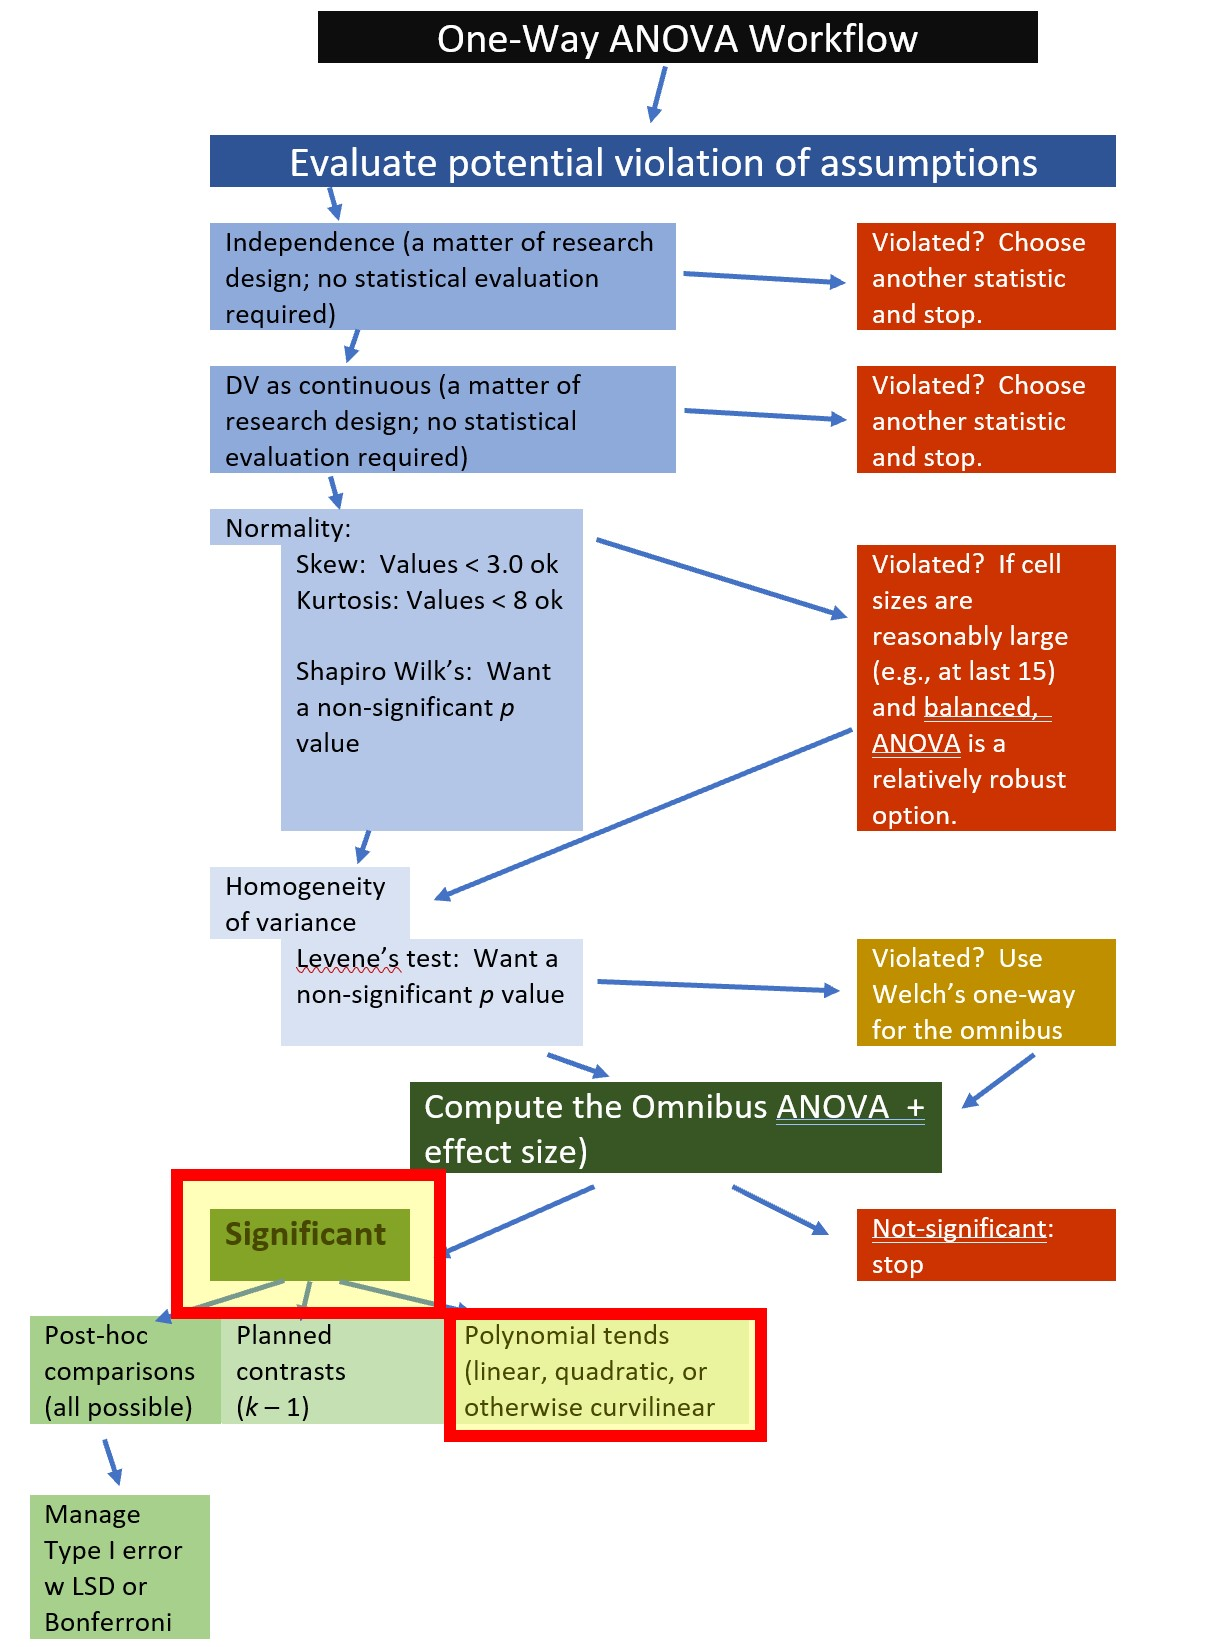 One-Way ANOVA Workflow
Evaluate potential violation of assumptions
Independence (a matter of research
design; no statistical evaluation
required)
Violated?  Choose
another statistic
and stop.
DV as continuous (a matter of
research design; no statistical
evaluation required)
Violated?  Choose
another statistic
and stop.
Normality:
Skew:  Values < 3.0 ok
Kurtosis: Values < 8 ok
Shapiro Wilk’s:  Want
a non-significant p
value
Violated?  If cell
sizes are
reasonably large
(e.g., at last 15)
and balanced,
ANOVA is a
relatively robust
option.
Homogeneity
of variance
Levene’s test:  Want a
non-significant p value
Violated?  Use
Welch’s one-way
for the omnibus
Compute the Omnibus ANOVA  +
effect size)
Significant
Not-significant:
stop
Post-hoc
comparisons
(all possible)
Planned
contrasts
(k – 1)
Polynomial tends
(linear, quadratic, or
otherwise curvilinear
Manage
Type I error
w LSD or
Bonferroni